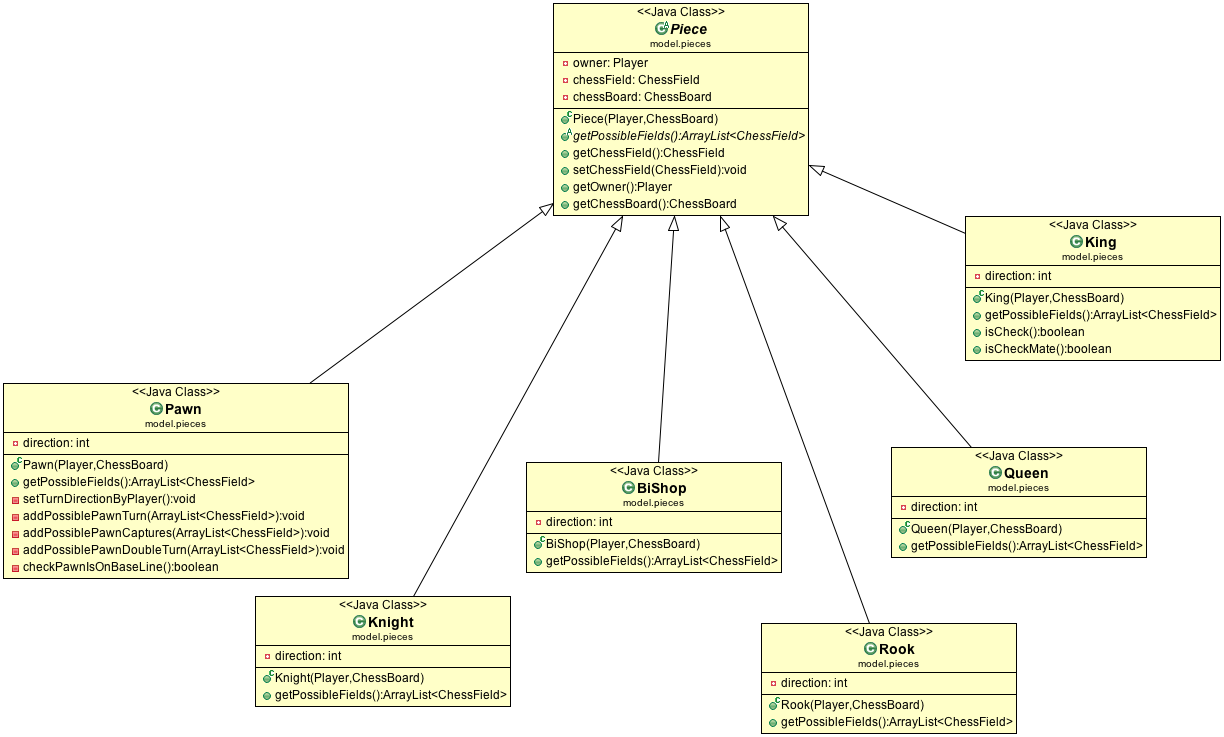 <<Java Class>>
Piece
model.pieces
owner: Player
chessField: ChessField
chessBoard: ChessBoard
Piece(Player,ChessBoard)
getPossibleFields():ArrayList<ChessField>
getChessField():ChessField
setChessField(ChessField):void
getOwner():Player
getChessBoard():ChessBoard
<<Java Class>>
King
model.pieces
direction: int
King(Player,ChessBoard)
getPossibleFields():ArrayList<ChessField>
isCheck():boolean
isCheckMate():boolean
<<Java Class>>
Pawn
model.pieces
direction: int
Pawn(Player,ChessBoard)
getPossibleFields():ArrayList<ChessField>
setTurnDirectionByPlayer():void
addPossiblePawnTurn(ArrayList<ChessField>):void
addPossiblePawnCaptures(ArrayList<ChessField>):void
addPossiblePawnDoubleTurn(ArrayList<ChessField>):void
checkPawnIsOnBaseLine():boolean
<<Java Class>>
BiShop
model.pieces
direction: int
BiShop(Player,ChessBoard)
getPossibleFields():ArrayList<ChessField>
<<Java Class>>
Queen
model.pieces
direction: int
Queen(Player,ChessBoard)
getPossibleFields():ArrayList<ChessField>
<<Java Class>>
Knight
model.pieces
direction: int
Knight(Player,ChessBoard)
getPossibleFields():ArrayList<ChessField>
<<Java Class>>
Rook
model.pieces
direction: int
Rook(Player,ChessBoard)
getPossibleFields():ArrayList<ChessField>